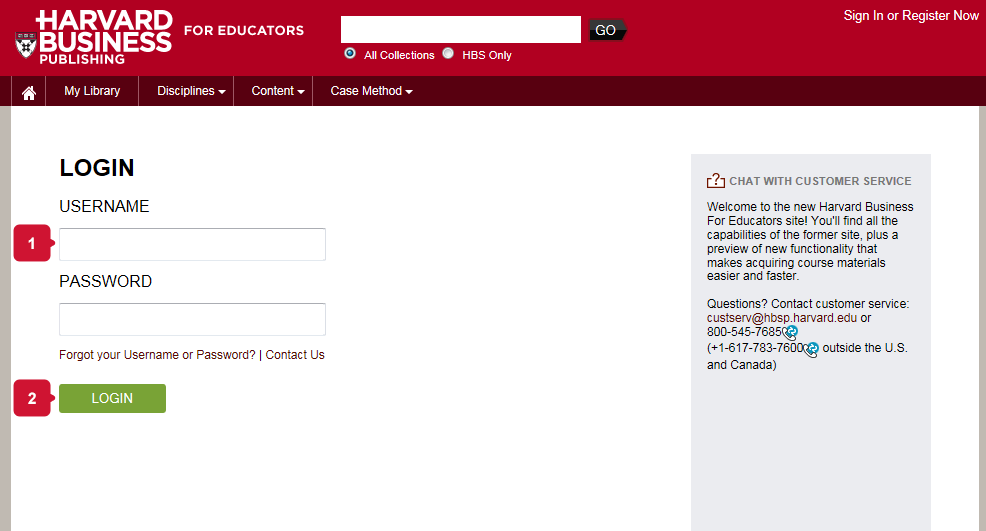 HARVARD
BUSINESS
PUBLISHING
FOR EDUCATORS
GO
All Collections
HBS Only
Sign In or Register Now
My Library
Disciplines
Content
Case Method
LOGIN
USERNAME
1
PASSWORD
Forgot your Username or Password? | Contact Us
2
LOGIN
CHAT WITH CUSTOMER SERVICE
Welcome to the new Harvard Business
For Educators site! You'll find all the
capabilities of the former site, plus a
preview of new functionality that
makes acquiring course materials
easier and faster.
Questions? Contact customer service:
custserv@hbsp.harvard.edu or
800-545-7685
(+1-617-783-7600 outside the U.S.
and Canada)